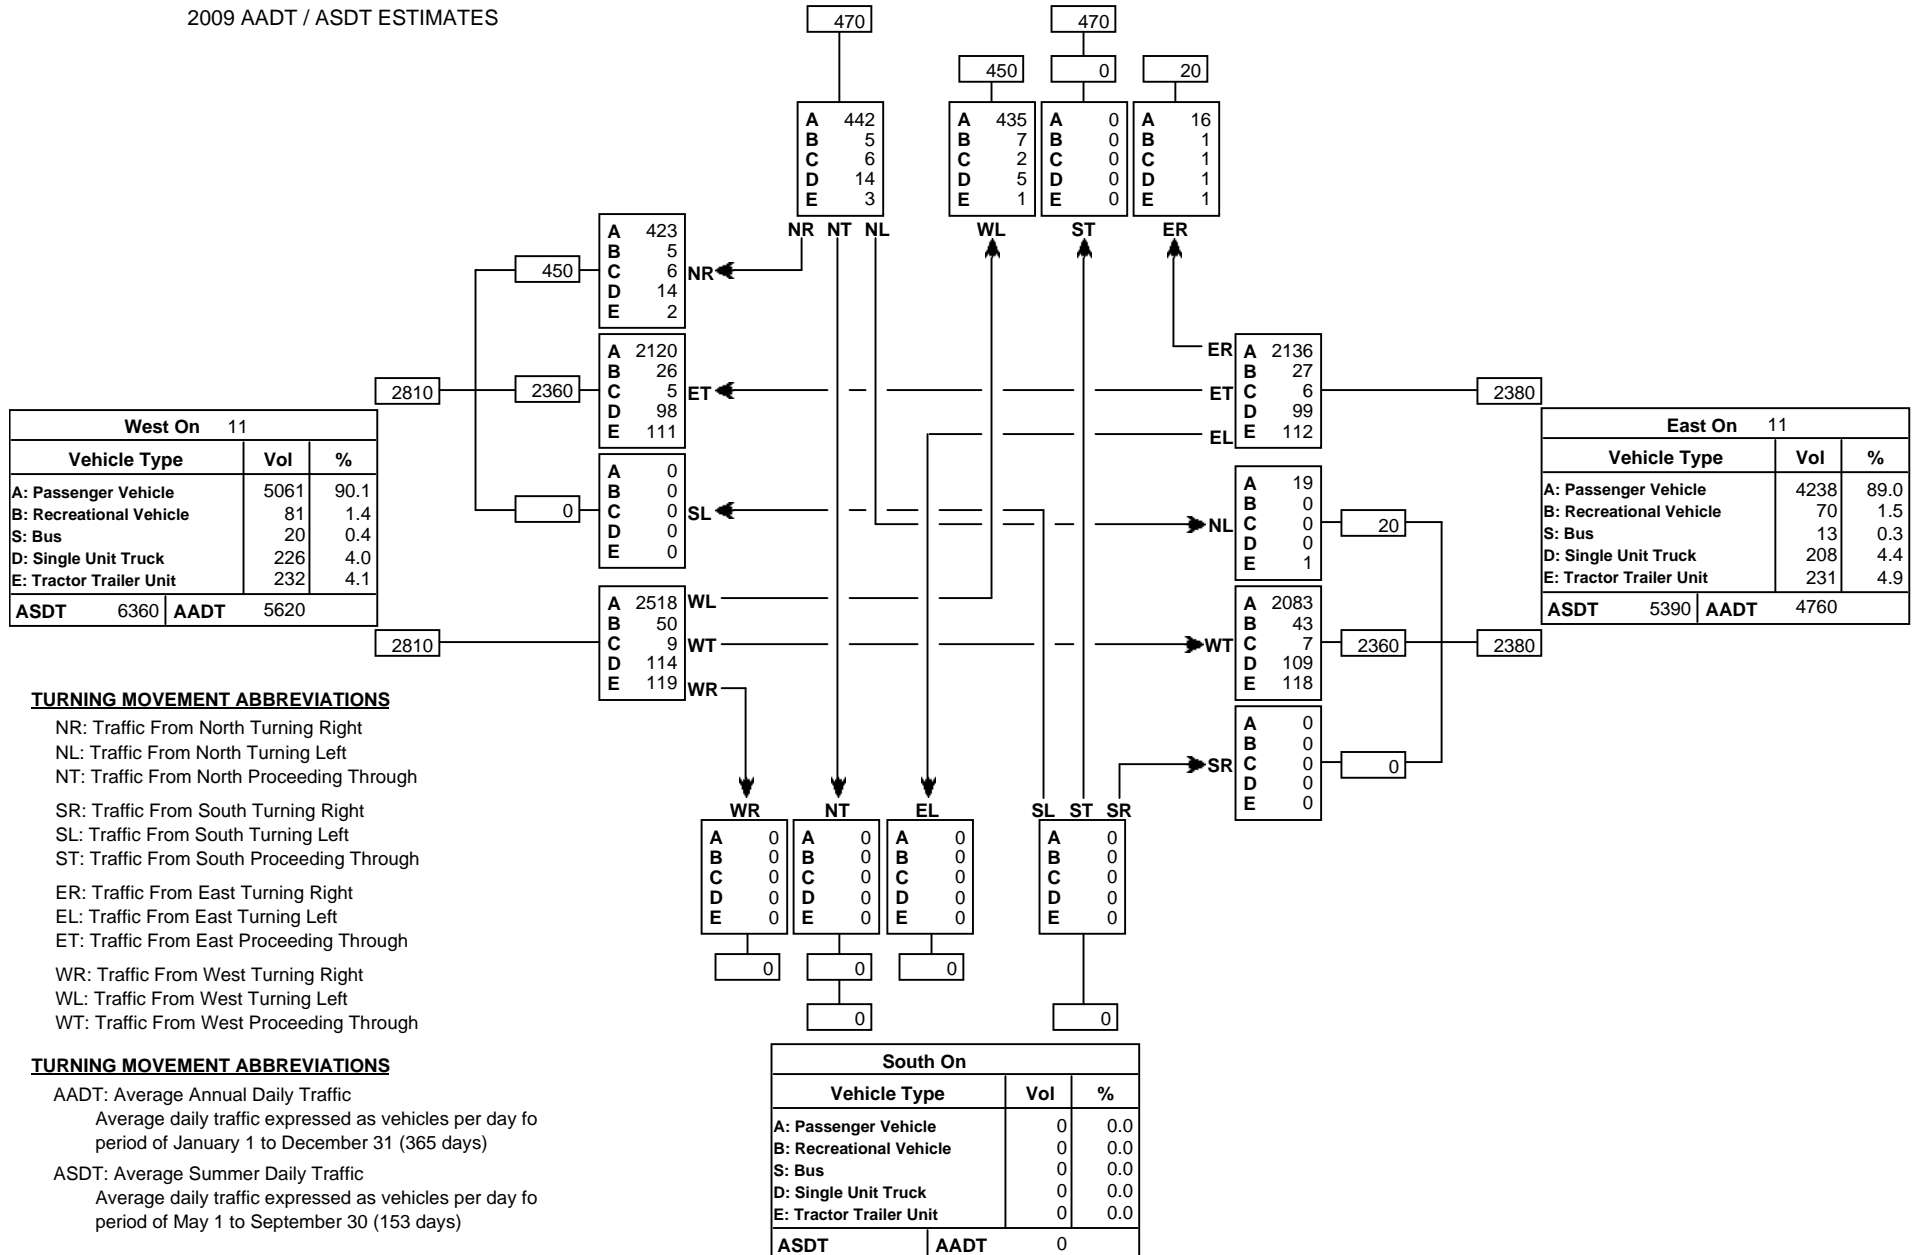 2009 AADT / ASDT ESTIMATES
470
470
450
0
20
A 442
B 5
C 6
D 14
E 3
A 435
B 7
C 2
D 5
E 1
A 0
B 0
C 0
D 0
E 0
A 16
B 1
C 1
D 1
E 1
NR NT NL
WL
ST
ER
450
A 423
B 5
C 6
D 14
E 2
NR
2810
2360
A 2120
B 26
C 5
D 98
E 111
ET
0
A 0
B 0
C 0
D 0
E 0
SL
2810
A 2518
B 50
C 9
D 114
E 119
WL
WT
WR
West On 11
Vehicle Type Vol %
A: Passenger Vehicle 5061 90.1
B: Recreational Vehicle 81 1.4
S: Bus 20 0.4
D: Single Unit Truck 226 4.0
E: Tractor Trailer Unit 232 4.1
ASDT 6360 AADT 5620
ER
ET
EL
A 2136
B 27
C 6
D 99
E 112
2380
NL
A 19
B 0
C 0
D 0
E 1
20
WT
A 2083
B 43
C 7
D 109
E 118
2360
2380
SR
A 0
B 0
C 0
D 0
E 0
0
East On 11
Vehicle Type Vol %
A: Passenger Vehicle 4238 89.0
B: Recreational Vehicle 70 1.5
S: Bus 13 0.3
D: Single Unit Truck 208 4.4
E: Tractor Trailer Unit 231 4.9
ASDT 5390 AADT 4760
TURNING MOVEMENT ABBREVIATIONS
NR: Traffic From North Turning Right
NL: Traffic From North Turning Left
NT: Traffic From North Proceeding Through
SR: Traffic From South Turning Right
SL: Traffic From South Turning Left
ST: Traffic From South Proceeding Through
ER: Traffic From East Turning Right
EL: Traffic From East Turning Left
ET: Traffic From East Proceeding Through
WR: Traffic From West Turning Right
WL: Traffic From West Turning Left
WT: Traffic From West Proceeding Through
TURNING MOVEMENT ABBREVIATIONS
AADT: Average Annual Daily Traffic
Average daily traffic expressed as vehicles per day fo
period of January 1 to December 31 (365 days)
ASDT: Average Summer Daily Traffic
Average daily traffic expressed as vehicles per day fo
period of May 1 to September 30 (153 days)
WR
NT
EL
SL ST SR
A 0
B 0
C 0
D 0
E 0
A 0
B 0
C 0
D 0
E 0
A 0
B 0
C 0
D 0
E 0
A 0
B 0
C 0
D 0
E 0
0
0
0
0
0
South On
Vehicle Type Vol %
A: Passenger Vehicle 0 0.0
B: Recreational Vehicle 0 0.0
S: Bus 0 0.0
D: Single Unit Truck 0 0.0
E: Tractor Trailer Unit 0 0.0
ASDT AADT 0